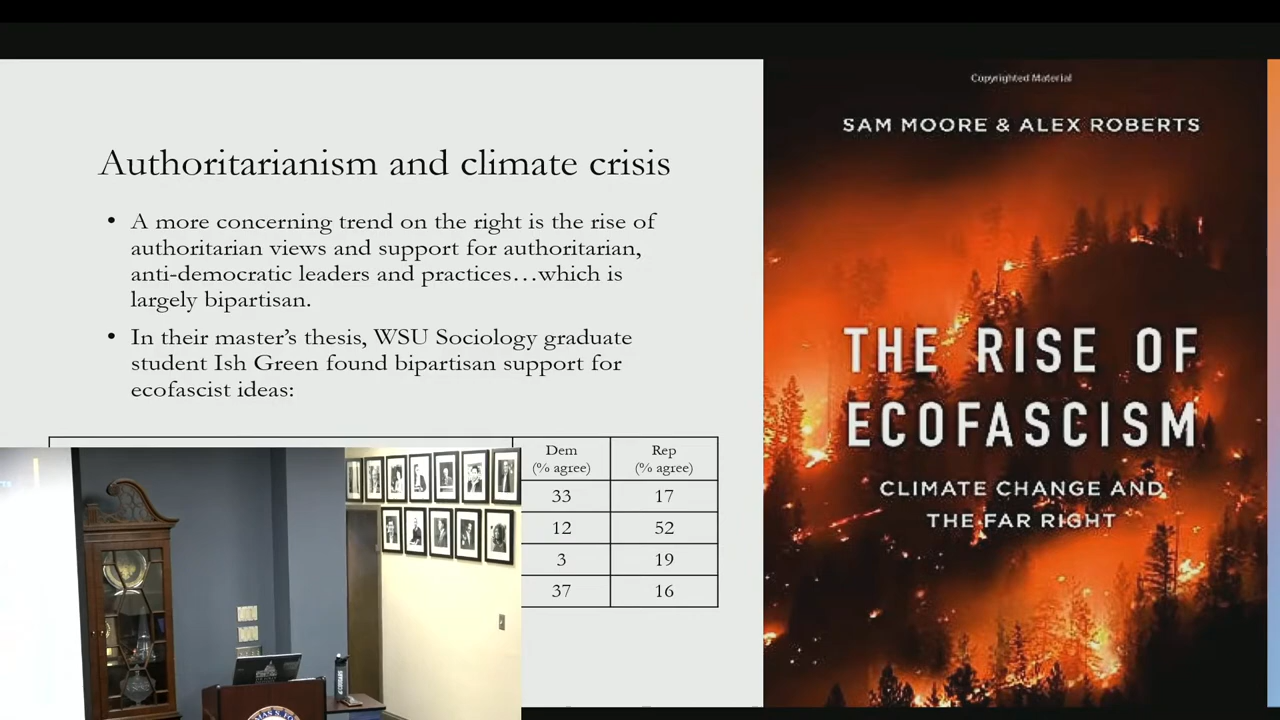 Authoritarianism and climate crisis
• A more concerning trend on the right is the rise of
authoritarian views and support for authoritarian,
anti-democratic leaders and practices…which is
largely bipartisan.
• In their master's thesis, WSU Sociology graduate
student Ish Green found bipartisan support for
ecofascist ideas:
Dem Rep
(% agree) (% agree)
33 17
12 52
3 19
37 16
Copyrighted Material
SAM MOORE & ALEX ROBERTS
THE RISE OF
ECOFASCISM
CLIMATE CHANGE AND
THE FAR RIGHT